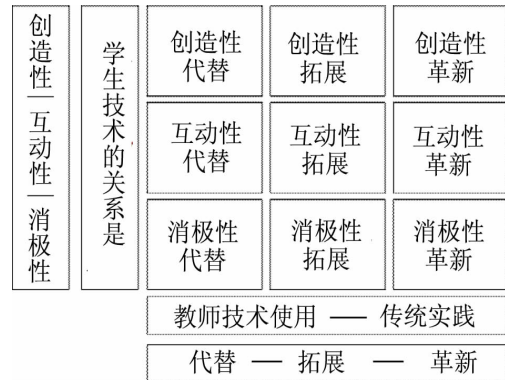 创造性|互动性|消极性
学生技术的关系是
创造性
代替
创造性
拓展
创造性
革新
互动性
代替
互动性
拓展
互动性
革新
消极性
代替
消极性
拓展
消极性
革新
教师技术使用 — 传统实践
代替 — 拓展 — 革新